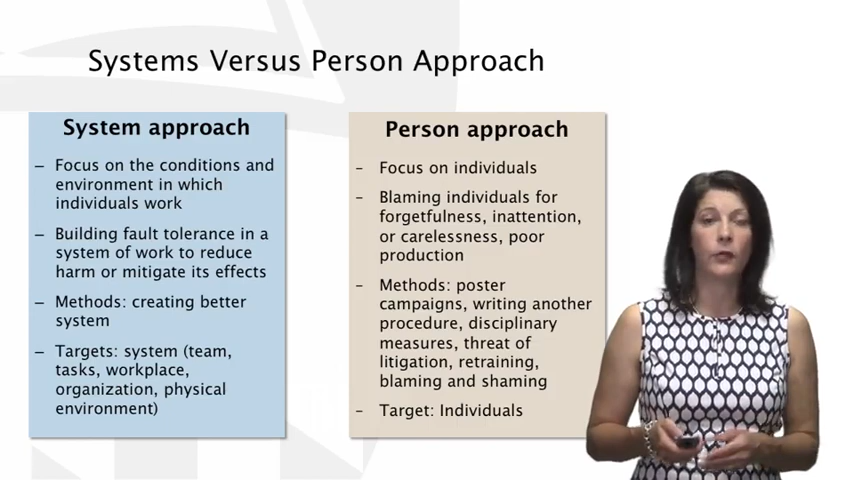 Systems Versus Person Approach
System approach
– Focus on the conditions and
environment in which
individuals work
– Building fault tolerance in a
system of work to reduce
harm or mitigate its effects
– Methods: creating better
system
– Targets: system (team,
tasks, workplace,
organization, physical
environment)
Person approach
– Focus on individuals
– Blaming individuals for
forgetfulness, inattention,
or carelessness, poor
production
– Methods: poster
campaigns, writing another
procedure, disciplinary
measures, threat of
litigation, retraining,
blaming and shaming
– Target: Individuals